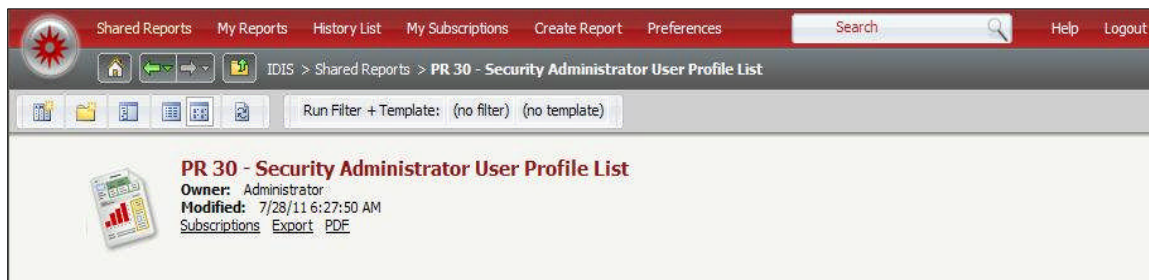 Shared Reports My Reports History List My Subscriptions Create Report Preferences Search Help Logout
IDIS > Shared Reports > PR 30 - Security Administrator User Profile List
Run Filter + Template: (no filter) (no template)
PR 30 - Security Administrator User Profile List
Owner: Administrator
Modified: 7/28/11 6:27:50 AM
Subscriptions Export PDF